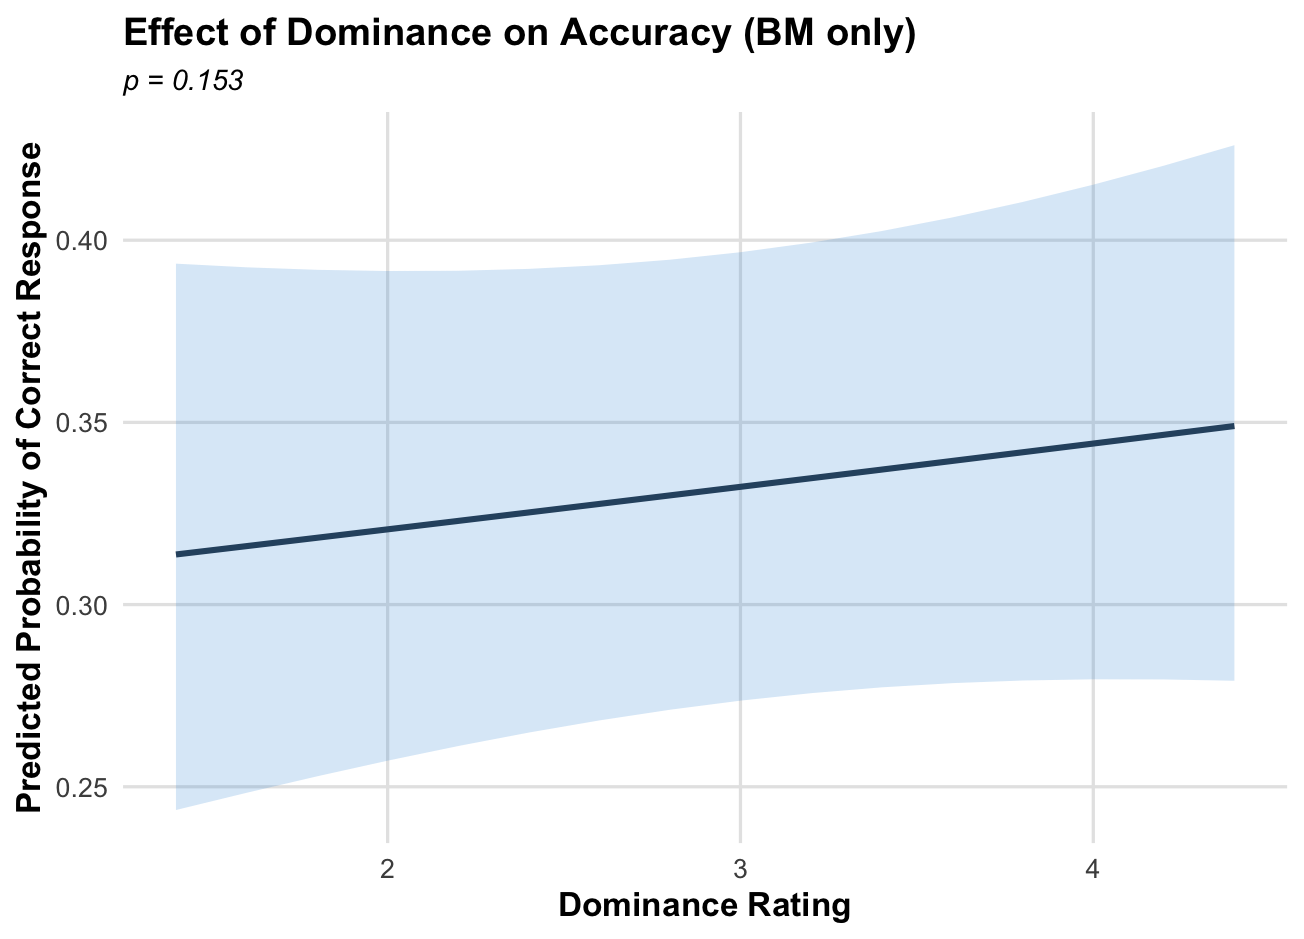 Effect of Dominance on Accuracy (BM only)
p = 0.153
Predicted Probability of Correct Response
0.40
0.35
0.30
0.25
2
3
4
Dominance Rating